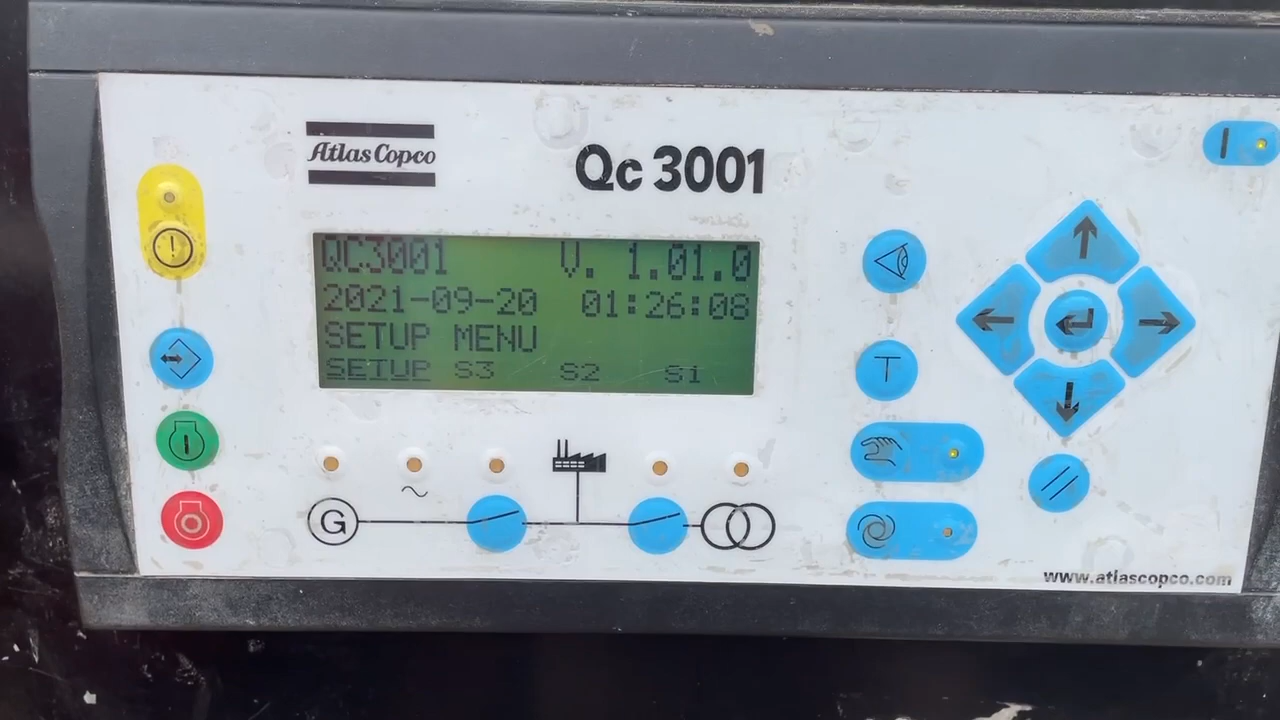 Atlas Copco
Qc 3001
QC3001 V. 1.01.0
2021-09-20 01:26:08
SETUP MENU
SETUP S3 S2 S1
T
G
www.atlascopco.com